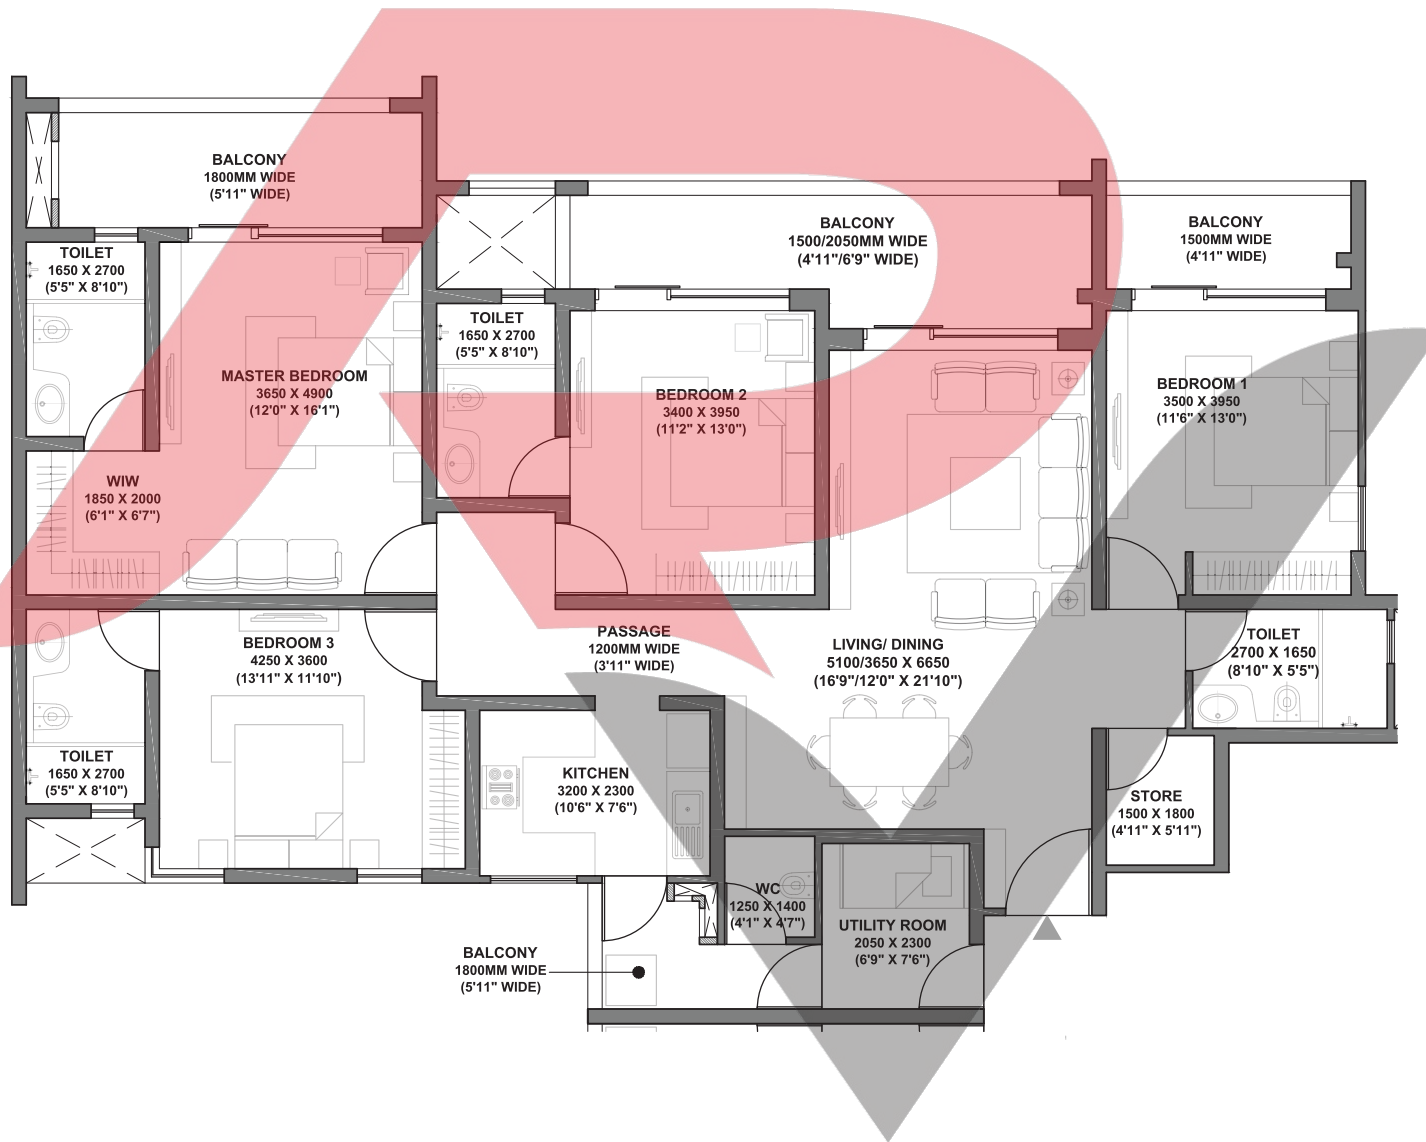 BALCONY
1800MM WIDE
(5'11" WIDE)
BALCONY
1500/2050MM WIDE
(4'11"/6'9" WIDE)
BALCONY
1500MM WIDE
(4'11" WIDE)
TOILET
1650 X 2700
(5'5" X 8'10")
TOILET
1650 X 2700
(5'5" X 8'10")
MASTER BEDROOM
3650 X 4900
(12'0" X 16'1")
BEDROOM 2
3400 X 3950
(11'2" X 13'0")
BEDROOM 1
3500 X 3950
(11'6" X 13'0")
WIW
1850 X 2000
(6'1" X 6'7")
BEDROOM 3
4250 X 3600
(13'11" X 11'10")
PASSAGE
1200MM WIDE
(3'11" WIDE)
LIVING/ DINING
5100/3650 X 6650
(16'9"/12'0" X 21'10")
TOILET
2700 X 1650
(8'10" X 5'5")
TOILET
1650 X 2700
(5'5" X 8'10")
KITCHEN
3200 X 2300
(10'6" X 7'6")
STORE
1500 X 1800
(4'11" X 5'11")
WC
1250 X 1400
(4'1" X 4'7")
UTILITY ROOM
2050 X 2300
(6'9" X 7'6")
BALCONY
1800MM WIDE
(5'11" WIDE)